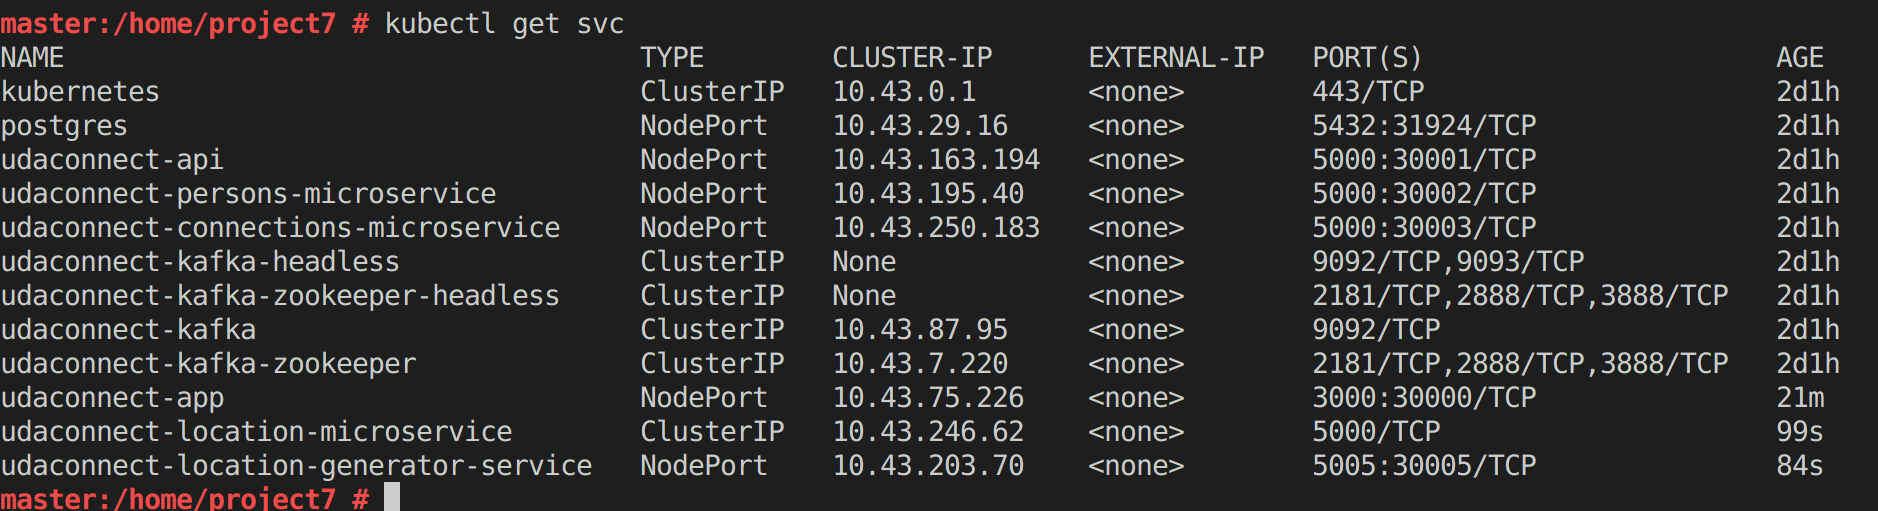 master:/home/project7 # kubectl get svc
NAME TYPE CLUSTER-IP EXTERNAL-IP PORT(S) AGE
kubernetes ClusterIP 10.43.0.1 <none> 443/TCP 2d1h
postgres NodePort 10.43.29.16 <none> 5432:31924/TCP 2d1h
udaconnect-api NodePort 10.43.163.194 <none> 5000:30001/TCP 2d1h
udaconnect-persons-microservice NodePort 10.43.195.40 <none> 5000:30002/TCP 2d1h
udaconnect-connections-microservice NodePort 10.43.250.183 <none> 5000:30003/TCP 2d1h
udaconnect-kafka-headless ClusterIP None <none> 9092/TCP,9093/TCP 2d1h
udaconnect-kafka-zookeeper-headless ClusterIP None <none> 2181/TCP,2888/TCP,3888/TCP 2d1h
udaconnect-kafka ClusterIP 10.43.87.95 <none> 9092/TCP 2d1h
udaconnect-kafka-zookeeper ClusterIP 10.43.7.220 <none> 2181/TCP,2888/TCP,3888/TCP 2d1h
udaconnect-app NodePort 10.43.75.226 <none> 3000:30000/TCP 21m
udaconnect-location-microservice ClusterIP 10.43.246.62 <none> 5000/TCP 99s
udaconnect-location-generator-service NodePort 10.43.203.70 <none> 5005:30005/TCP 84s
master:/home/project7 #